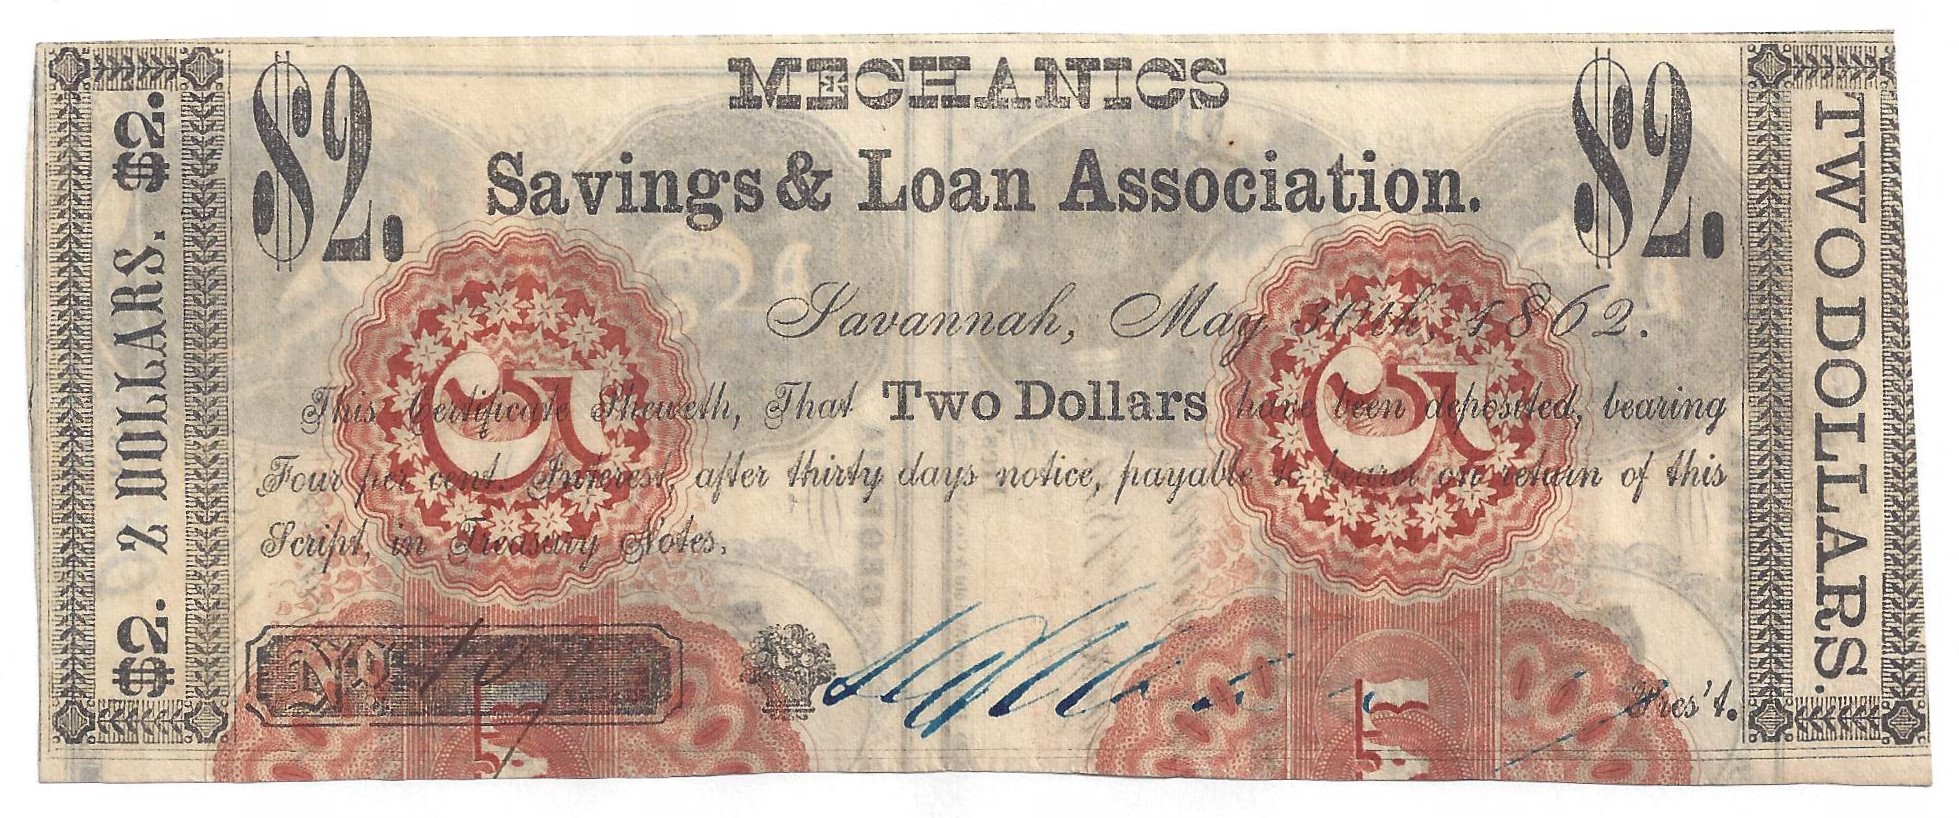 MECHANICS
$2.
$2.
Savings & Loan Association.
Savannah, May 30th, 1862.
This Certificate Sheweth, That Two Dollars have been deposited, bearing
Four per cent. Interest, after thirty days notice, payable to bearer on return of this
Script, in Treasury Notes.
No
Pres't.
$2. 2 DOLLARS. $2.
TWO DOLLARS.
5
5